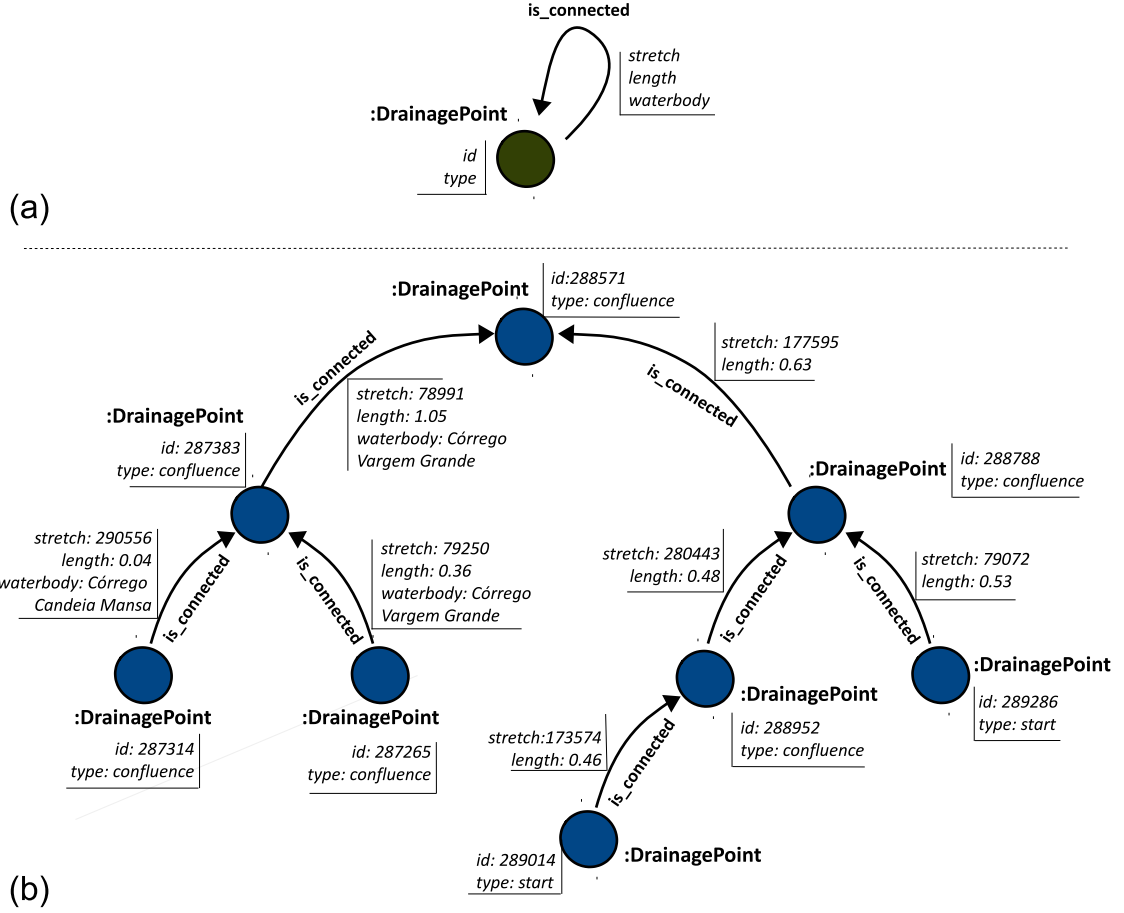 is_connected
stretch
length
waterbody
:DrainagePoint
id
type
(a)
:DrainagePoint
id:288571
type: confluence
is_connected
stretch: 78991
length: 1.05
waterbody: Córrego
Vargem Grande
stretch: 177595
length: 0.63
is_connected
:DrainagePoint
id: 287383
type: confluence
:DrainagePoint
id: 288788
type: confluence
stretch: 290556
length: 0.04
waterbody: Córrego
Candeia Mansa
is_connected
is_connected
stretch: 79250
length: 0.36
waterbody: Córrego
Vargem Grande
stretch: 280443
length: 0.48
is_connected
is_connected
stretch: 79072
length: 0.53
:DrainagePoint
id: 287314
type: confluence
:DrainagePoint
id: 287265
type: confluence
:DrainagePoint
id: 288952
type: confluence
:DrainagePoint
id: 289286
type: start
stretch:173574
length: 0.46
is_connected
:DrainagePoint
id: 289014
type: start
(b)